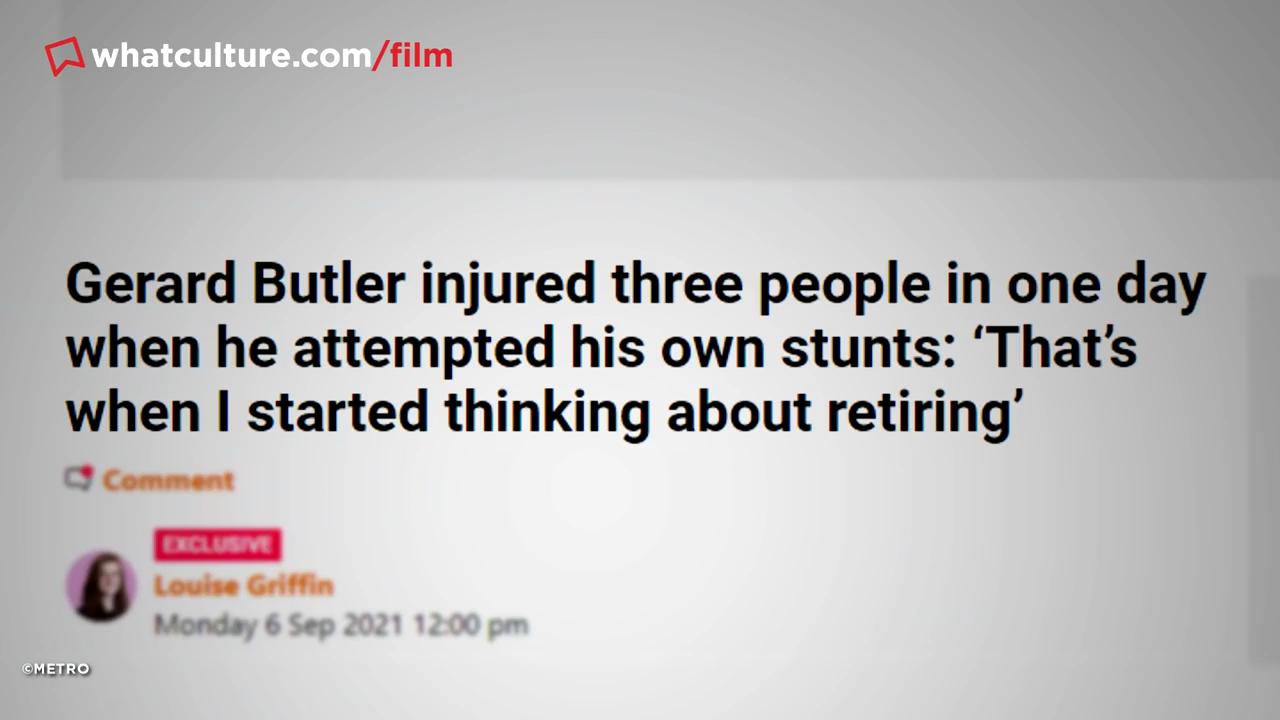 whatculture.com/film
Gerard Butler injured three people in one day
when he attempted his own stunts: ‘That’s
when I started thinking about retiring’
Comment
EXCLUSIVE
Louise Griffin
Monday 6 Sep 2021 12:00 pm
©METRO